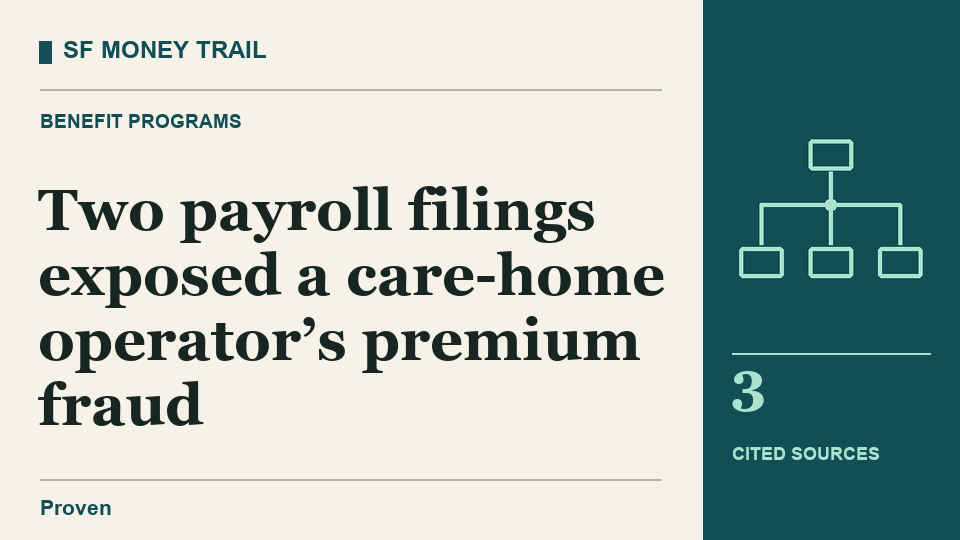 SF MONEY TRAIL
BENEFIT PROGRAMS
Two payroll filings
exposed a care-home
operator’s premium
fraud
Proven
3
CITED SOURCES